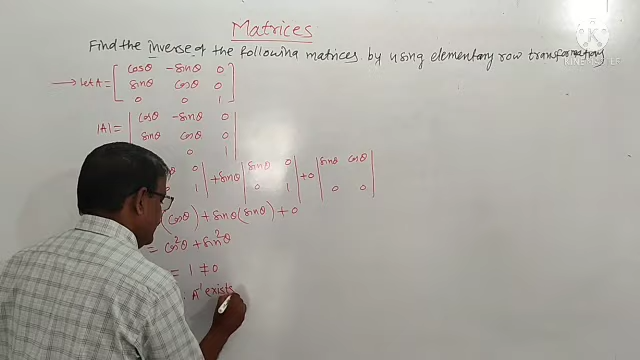 Matrices
Find the inverse of the following matrices by using elementary row transformations
→ Let A = [ cosθ -sinθ 0
sinθ cosθ 0
0 0 1 ]
|A| = | cosθ -sinθ 0
sinθ cosθ 0
0 1 |
0 | + sinθ | sinθ 0 | + 0 | sinθ cosθ |
1 | 0 1 | 0 0 |
(cosθ) + sinθ (sinθ) + 0
= cos²θ + sin²θ
= 1 ≠ 0
A⁻¹ exists